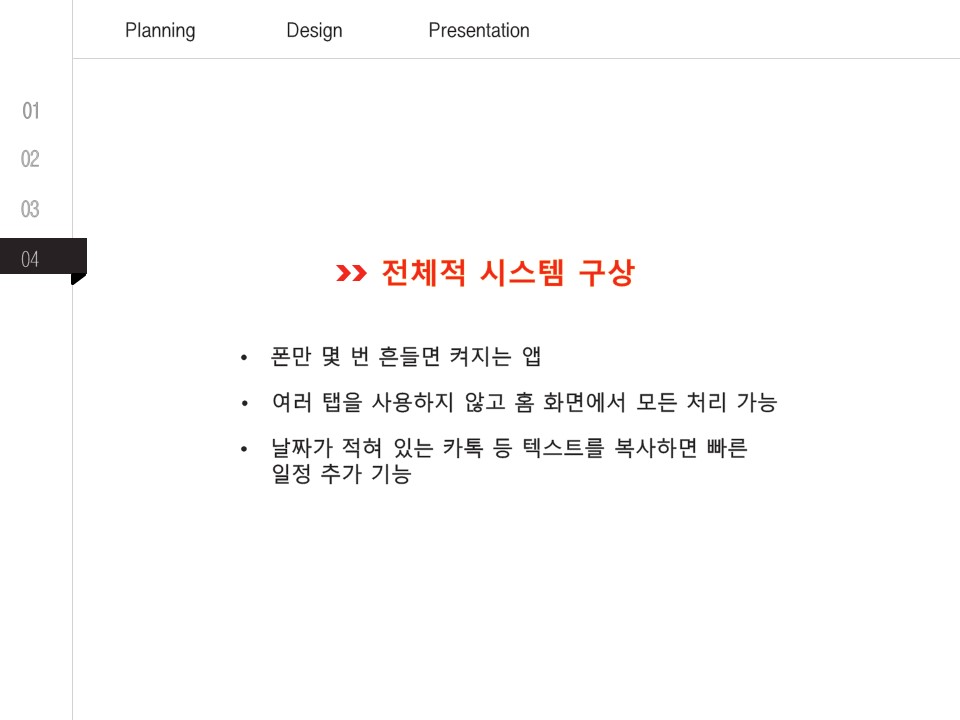 Planning Design Presentation
01
02
03
04
전체적 시스템 구상
• 폰만 몇 번 흔들면 켜지는 앱
• 여러 탭을 사용하지 않고 홈 화면에서 모든 처리 가능
• 날짜가 적혀 있는 카톡 등 텍스트를 복사하면 빠른
일정 추가 기능